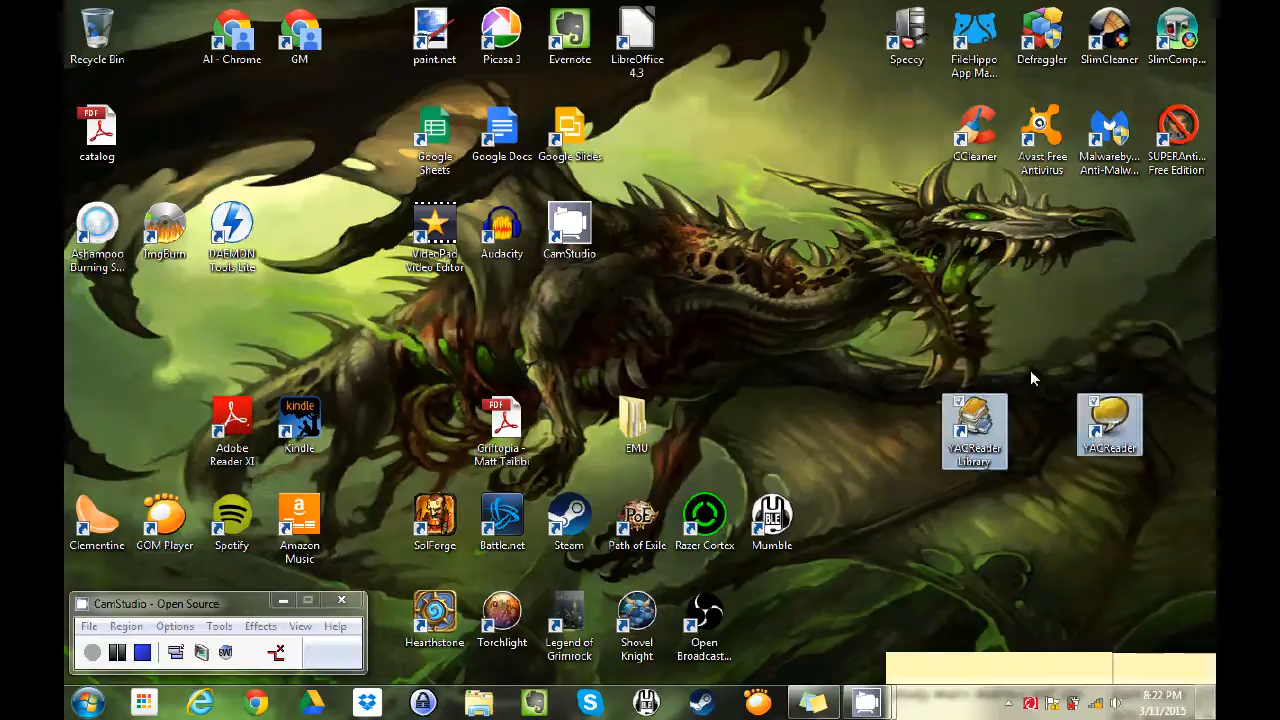 Recycle Bin
AI - Chrome
GM
paint.net
Picasa 3
Evernote
LibreOffice
4.3
Speccy
FileHippo
App Ma...
Defraggler
SlimCleaner
SlimComp...
PDF
catalog
Google
Sheets
Google Docs
Google Slides
CCleaner
Avast Free
Antivirus
Malwareby...
Anti-Malw...
SUPERAnti...
Free Edition
Ashampoo
Burning S...
ImgBurn
DAEMON
Tools Lite
VideoPad
Video Editor
Audacity
CamStudio
Adobe
Reader XI
kindle
Kindle
PDF
Griftopia -
Matt Taibbi
EMU
YACReader
Library
YACReader
Clementine
GOM Player
Spotify
a
Amazon
Music
SolForge
Battle.net
Steam
PoE
Path of Exile
Razer Cortex
BLE
Mumble
CamStudio - Open Source
File Region Options Tools Effects View Help
Hearthstone
Torchlight
Legend of
Grimrock
Shovel
Knight
Open
Broadcast...
8:22 PM
3/11/2015